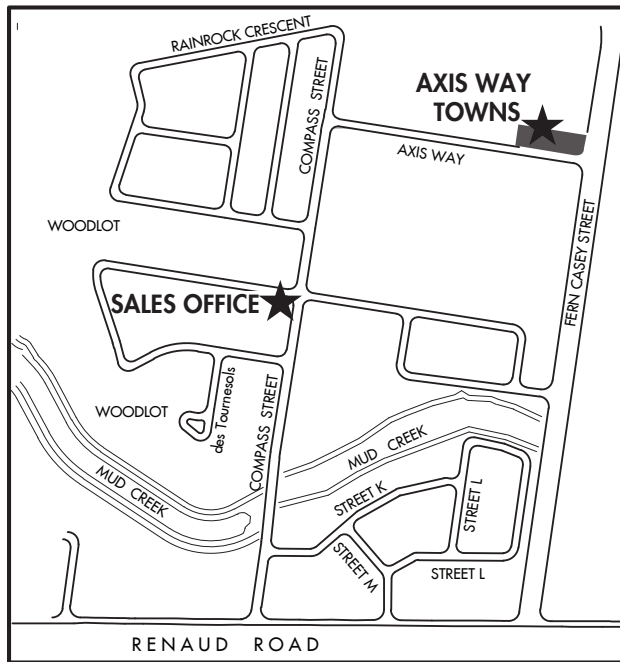 RAINROCK CRESCENT
COMPASS STREET
AXIS WAY
TOWNS
AXIS WAY
WOODLOT
FERN CASEY STREET
SALES OFFICE
des Tournesols
WOODLOT
COMPASS STREET
MUD CREEK
MUD CREEK
STREET K
STREET L
STREET M
STREET L
RENAUD ROAD